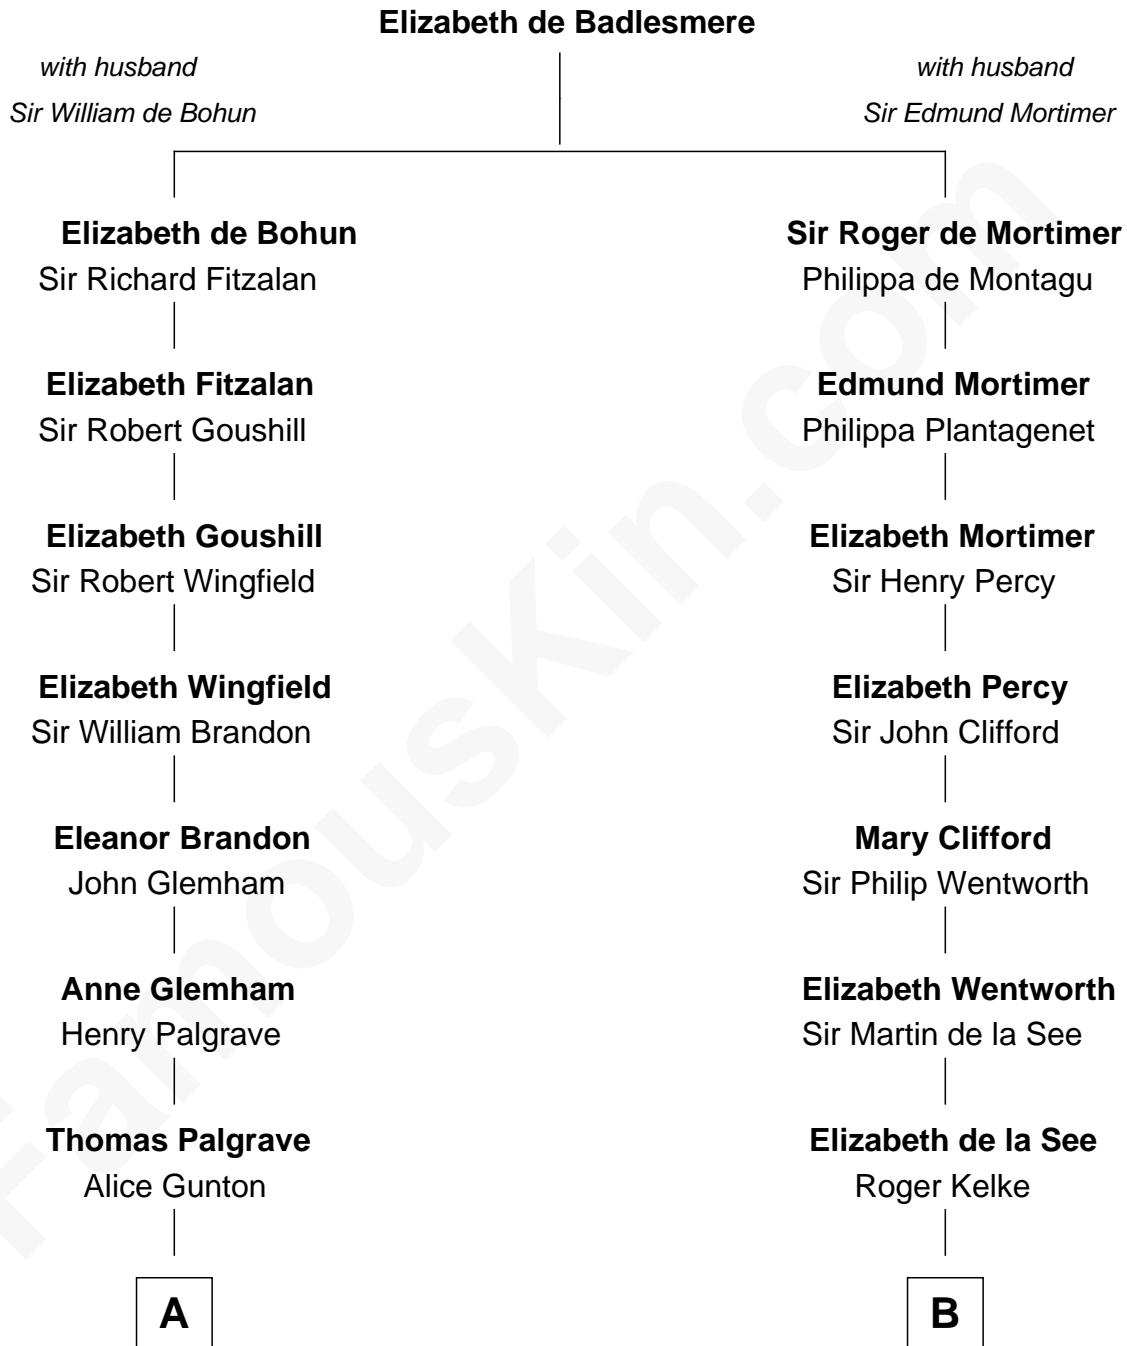 Elizabeth de Badlesmere
with husband
Sir William de Bohun
with husband
Sir Edmund Mortimer
Elizabeth de Bohun
Sir Richard Fitzalan
Sir Roger de Mortimer
Philippa de Montagu
Elizabeth Fitzalan
Sir Robert Goushill
Edmund Mortimer
Philippa Plantagenet
Elizabeth Goushill
Sir Robert Wingfield
Elizabeth Mortimer
Sir Henry Percy
Elizabeth Wingfield
Sir William Brandon
Elizabeth Percy
Sir John Clifford
Eleanor Brandon
John Glemham
Mary Clifford
Sir Philip Wentworth
Anne Glemham
Henry Palgrave
Elizabeth Wentworth
Sir Martin de la See
Thomas Palgrave
Alice Gunton
Elizabeth de la See
Roger Kelke
A
B
FamousKin.com